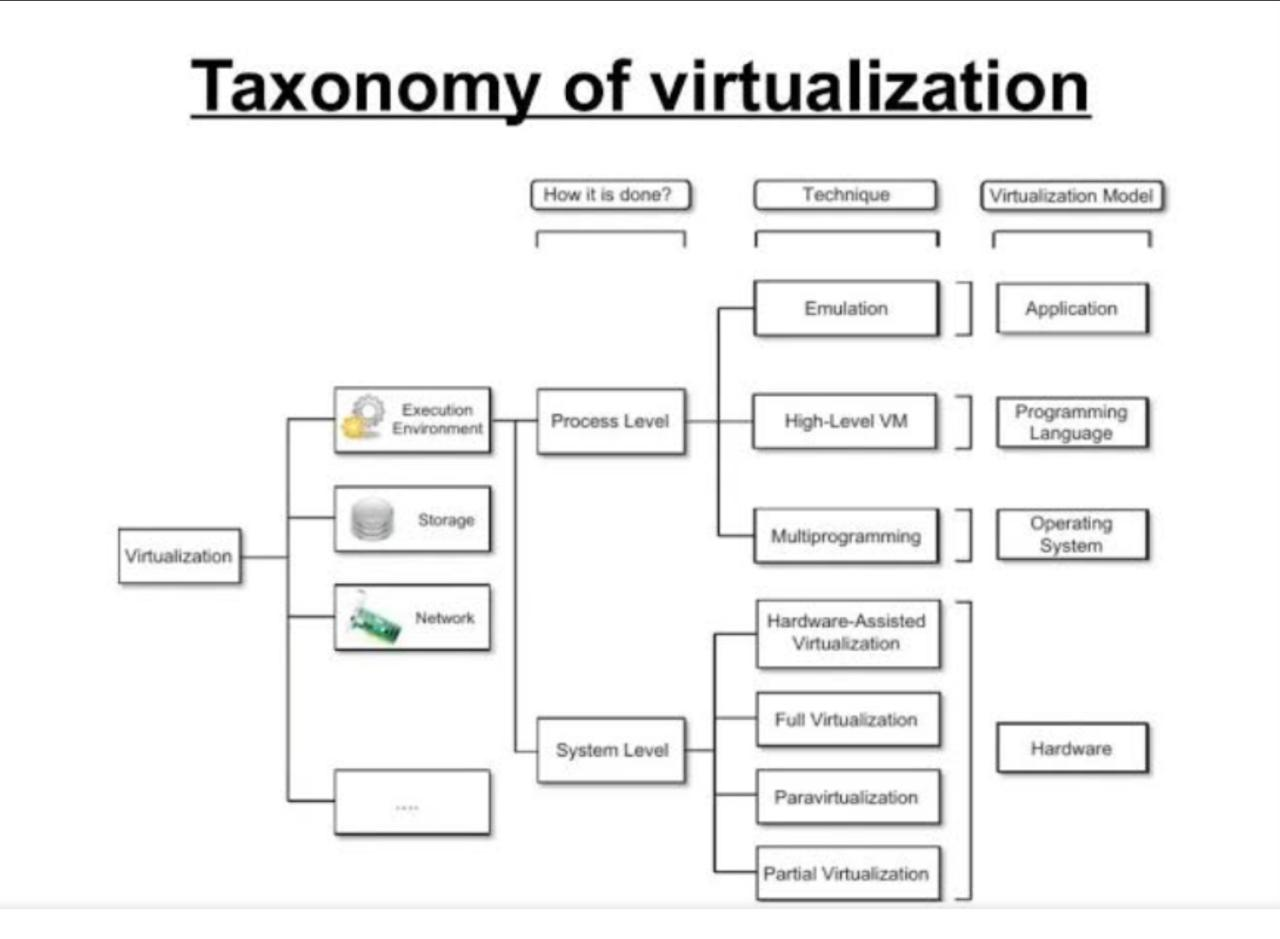 Taxonomy of virtualization
How it is done?
Technique
Virtualization Model
Emulation
Application
Execution
Environment
Process Level
High-Level VM
Programming
Language
Storage
Multiprogramming
Operating
System
Virtualization
Network
Hardware-Assisted
Virtualization
Full Virtualization
System Level
Hardware
Paravirtualization
....
Partial Virtualization